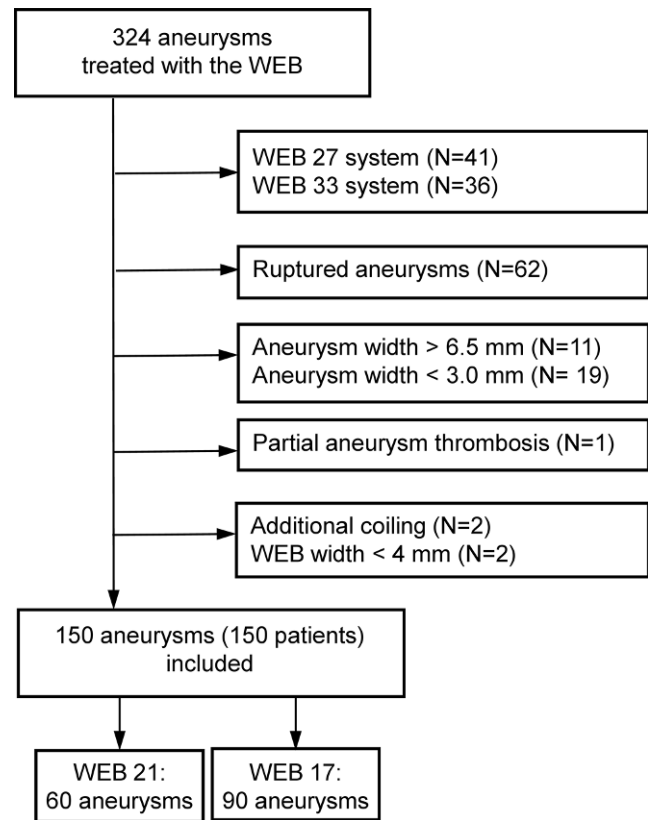 324 aneurysms
treated with the WEB
WEB 27 system (N=41)
WEB 33 system (N=36)
Ruptured aneurysms (N=62)
Aneurysm width > 6.5 mm (N=11)
Aneurysm width < 3.0 mm (N= 19)
Partial aneurysm thrombosis (N=1)
Additional coiling (N=2)
WEB width < 4 mm (N=2)
150 aneurysms (150 patients)
included
WEB 21:
60 aneurysms
WEB 17:
90 aneurysms